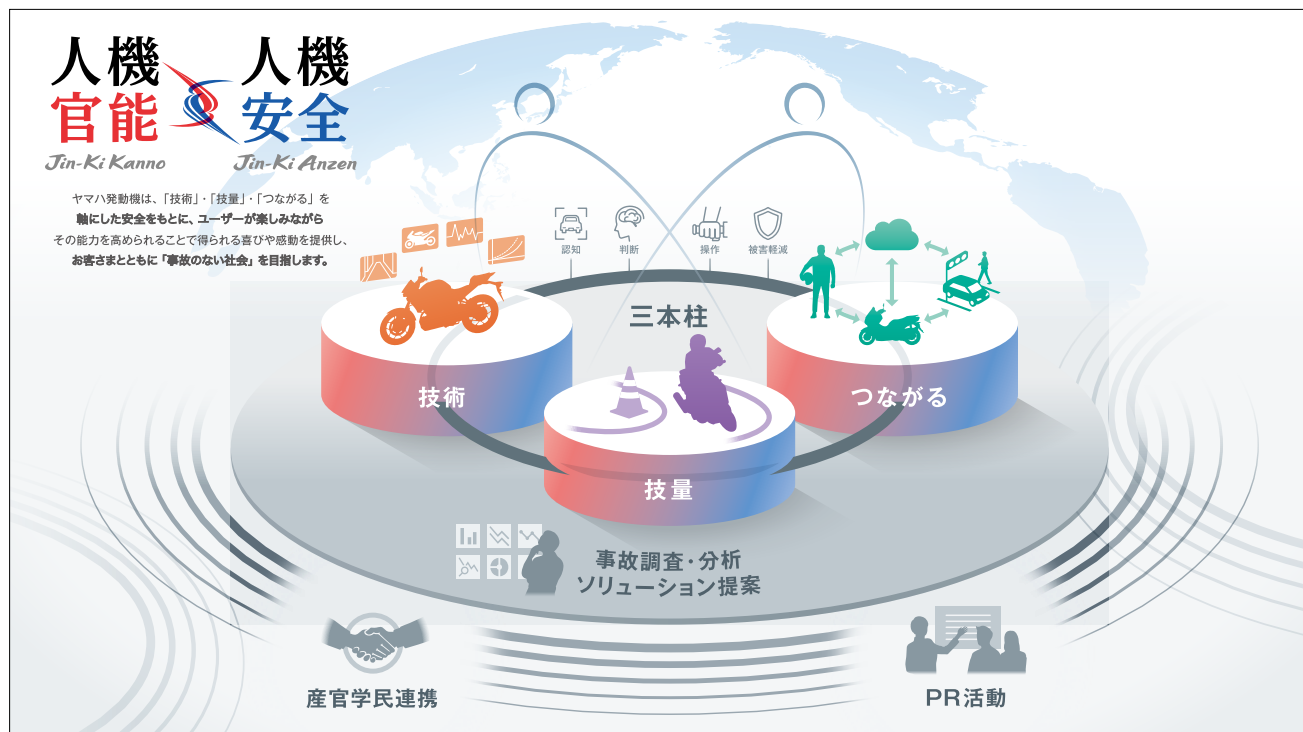 人機 人機
官能 安全
Jin-Ki Kanno Jin-Ki Anzen
ヤマハ発動機は、「技術」・「技量」・「つながる」を
軸にした安全をもとに、ユーザーが楽しみながら
その能力を高められることで得られる喜びや感動を提供し、
お客さまとともに「事故のない社会」を目指します。
認知 判断 操作 被害軽減
三本柱
技術
つながる
技量
事故調査・分析
ソリューション提案
産官学民連携
PR活動